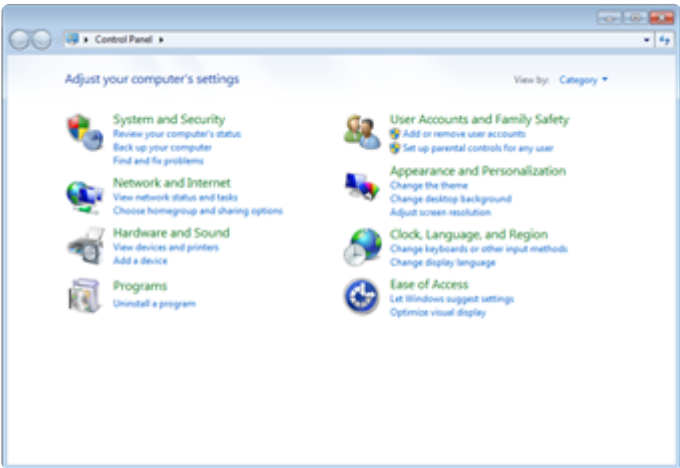 Control Panel
Adjust your computer's settings
View by: Category
System and Security
Review your computer's status
Back up your computer
Find and fix problems
Network and Internet
View network status and tasks
Choose homegroup and sharing options
Hardware and Sound
View devices and printers
Add a device
Programs
Uninstall a program
User Accounts and Family Safety
Add or remove user accounts
Set up parental controls for any user
Appearance and Personalization
Change the theme
Change desktop background
Adjust screen resolution
Clock, Language, and Region
Change keyboards or other input methods
Change display language
Ease of Access
Let Windows suggest settings
Optimize visual display